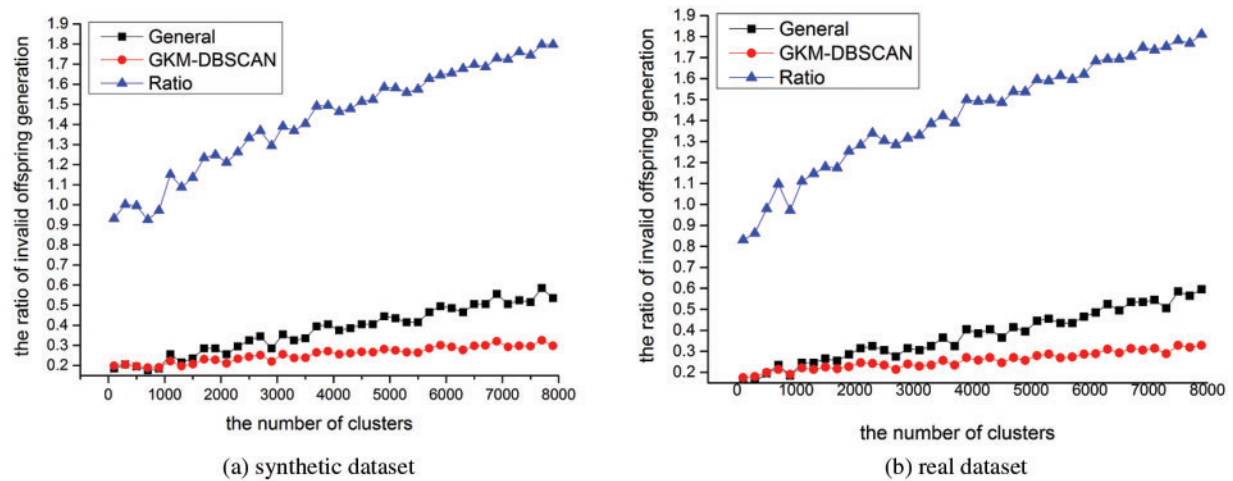 the ratio of invalid offspring generation
1.9
1.8
1.7
1.6
1.5
1.4
1.3
1.2
1.1
1.0
0.9
0.8
0.7
0.6
0.5
0.4
0.3
0.2
General
GKM-DBSCAN
Ratio
0 1000 2000 3000 4000 5000 6000 7000 8000
the number of clusters
(a) synthetic dataset
the ratio of invalid offspring generation
1.9
1.8
1.7
1.6
1.5
1.4
1.3
1.2
1.1
1.0
0.9
0.8
0.7
0.6
0.5
0.4
0.3
0.2
General
GKM-DBSCAN
Ratio
0 1000 2000 3000 4000 5000 6000 7000 8000
the number of clusters
(b) real dataset